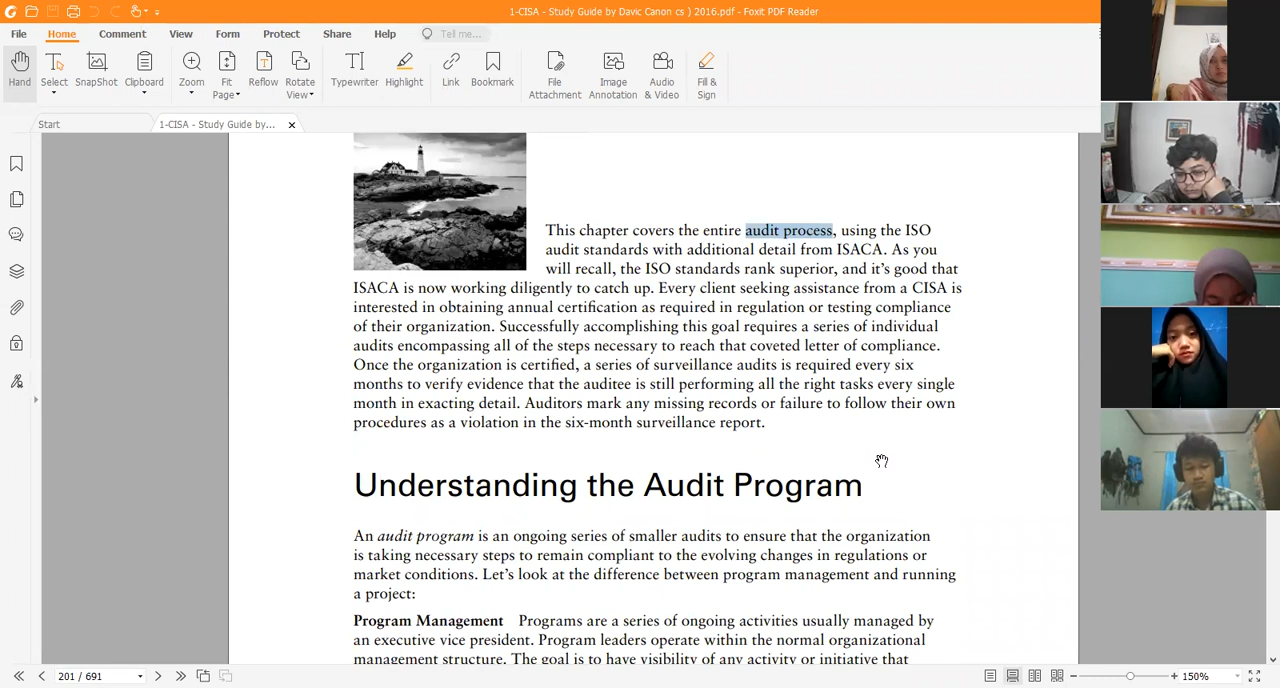 1-CISA - Study Guide by Davic Canon cs ) 2016.pdf - Foxit PDF Reader
File Home Comment View Form Protect Share Help Tell me...
Hand Select SnapShot Clipboard Zoom Fit Page Reflow Rotate View Typewriter Highlight Link Bookmark File Attachment Image Annotation Audio & Video Fill & Sign
Start 1-CISA - Study Guide by...
This chapter covers the entire audit process, using the ISO
audit standards with additional detail from ISACA. As you
will recall, the ISO standards rank superior, and it's good that
ISACA is now working diligently to catch up. Every client seeking assistance from a CISA is
interested in obtaining annual certification as required in regulation or testing compliance
of their organization. Successfully accomplishing this goal requires a series of individual
audits encompassing all of the steps necessary to reach that coveted letter of compliance.
Once the organization is certified, a series of surveillance audits is required every six
months to verify evidence that the auditee is still performing all the right tasks every single
month in exacting detail. Auditors mark any missing records or failure to follow their own
procedures as a violation in the six-month surveillance report.
Understanding the Audit Program
An audit program is an ongoing series of smaller audits to ensure that the organization
is taking necessary steps to remain compliant to the evolving changes in regulations or
market conditions. Let's look at the difference between program management and running
a project:
Program Management Programs are a series of ongoing activities usually managed by
an executive vice president. Program leaders operate within the normal organizational
management structure. The goal is to have visibility of any activity or initiative that
201 / 691 150%